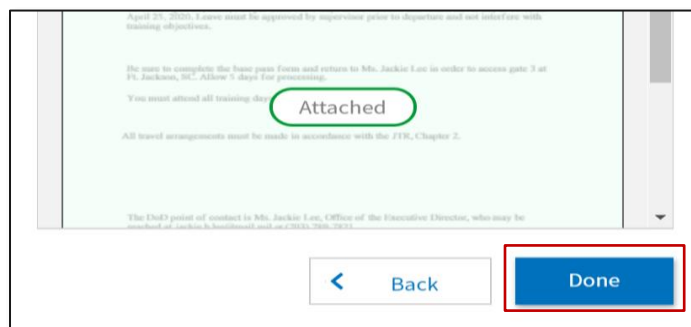 April 25, 2020. Leave must be approved by supervisor prior to departure and not interfere with
training objectives.
Be sure to complete the base pass form and return to Ms. Jackie Lee in order to access gate 3 at
Ft. Jackson, SC. Allow 5 days for processing.
You must attend all training days
Attached
All travel arrangements must be made in accordance with the JTR, Chapter 2.
The DoD point of contact is Ms. Jackie Lee, Office of the Executive Director, who may be
reached at
Back
Done